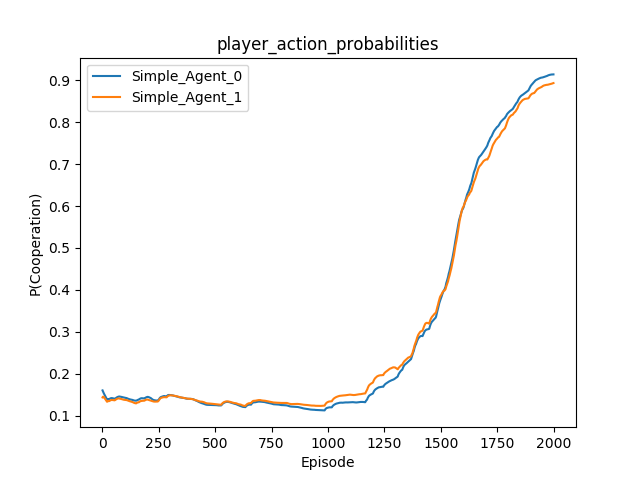 player_action_probabilities
Simple_Agent_0
Simple_Agent_1
P(Cooperation)
0.9
0.8
0.7
0.6
0.5
0.4
0.3
0.2
0.1
0 250 500 750 1000 1250 1500 1750 2000
Episode